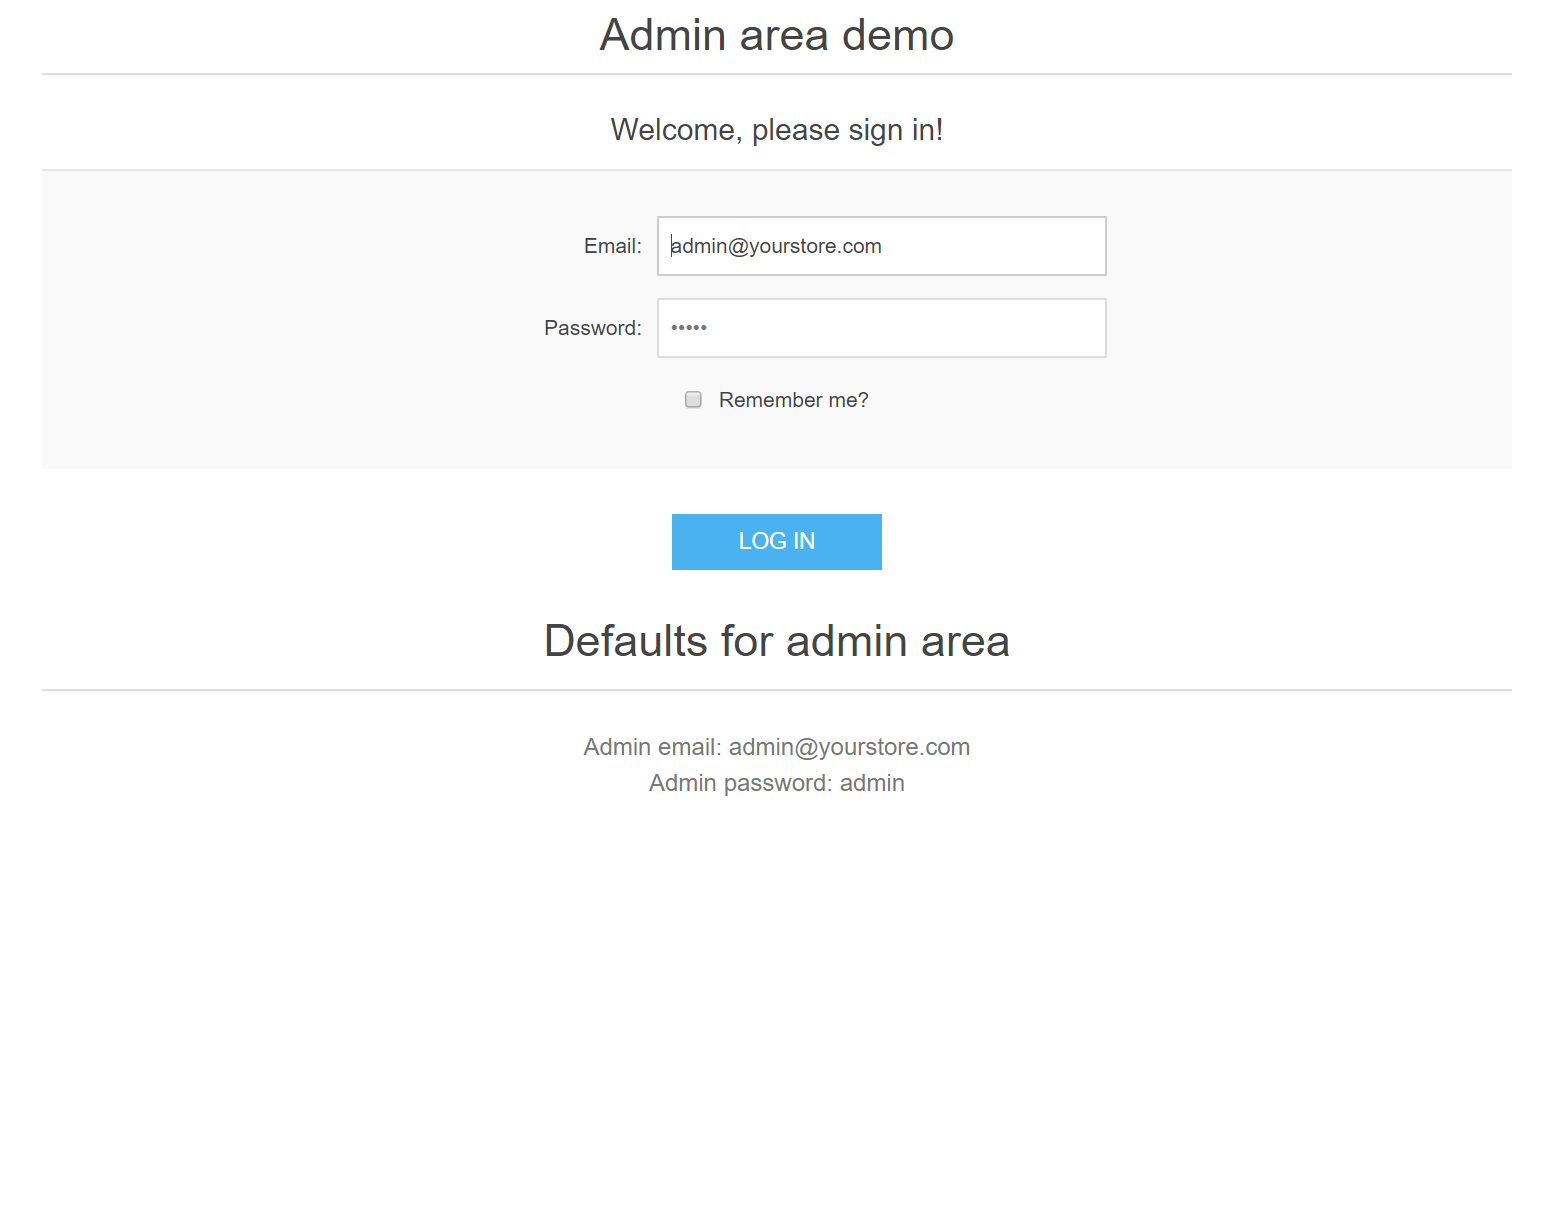 Admin area demo
Welcome, please sign in!
Email: admin@yourstore.com
Password: •••••
Remember me?
LOG IN
Defaults for admin area
Admin email: admin@yourstore.com
Admin password: admin